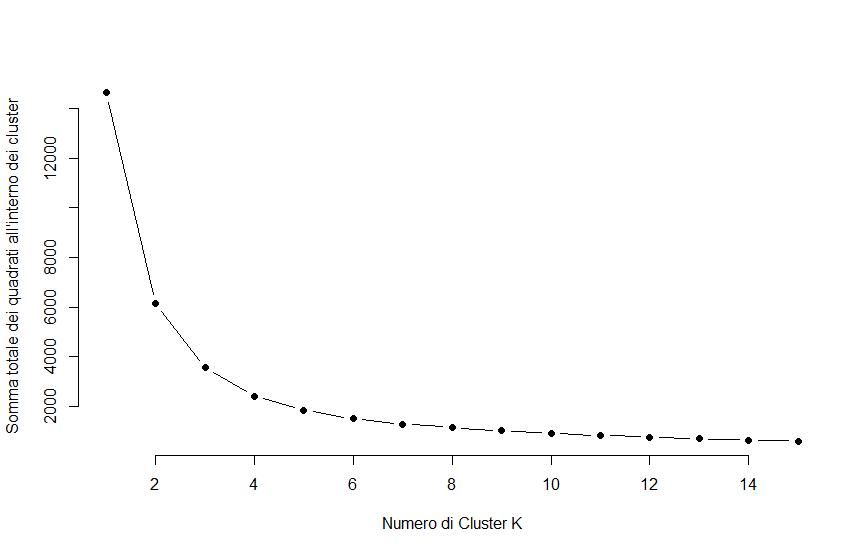 Somma totale dei quadrati all'interno dei cluster
12000
8000
6000
4000
2000
2 4 6 8 10 12 14
Numero di Cluster K